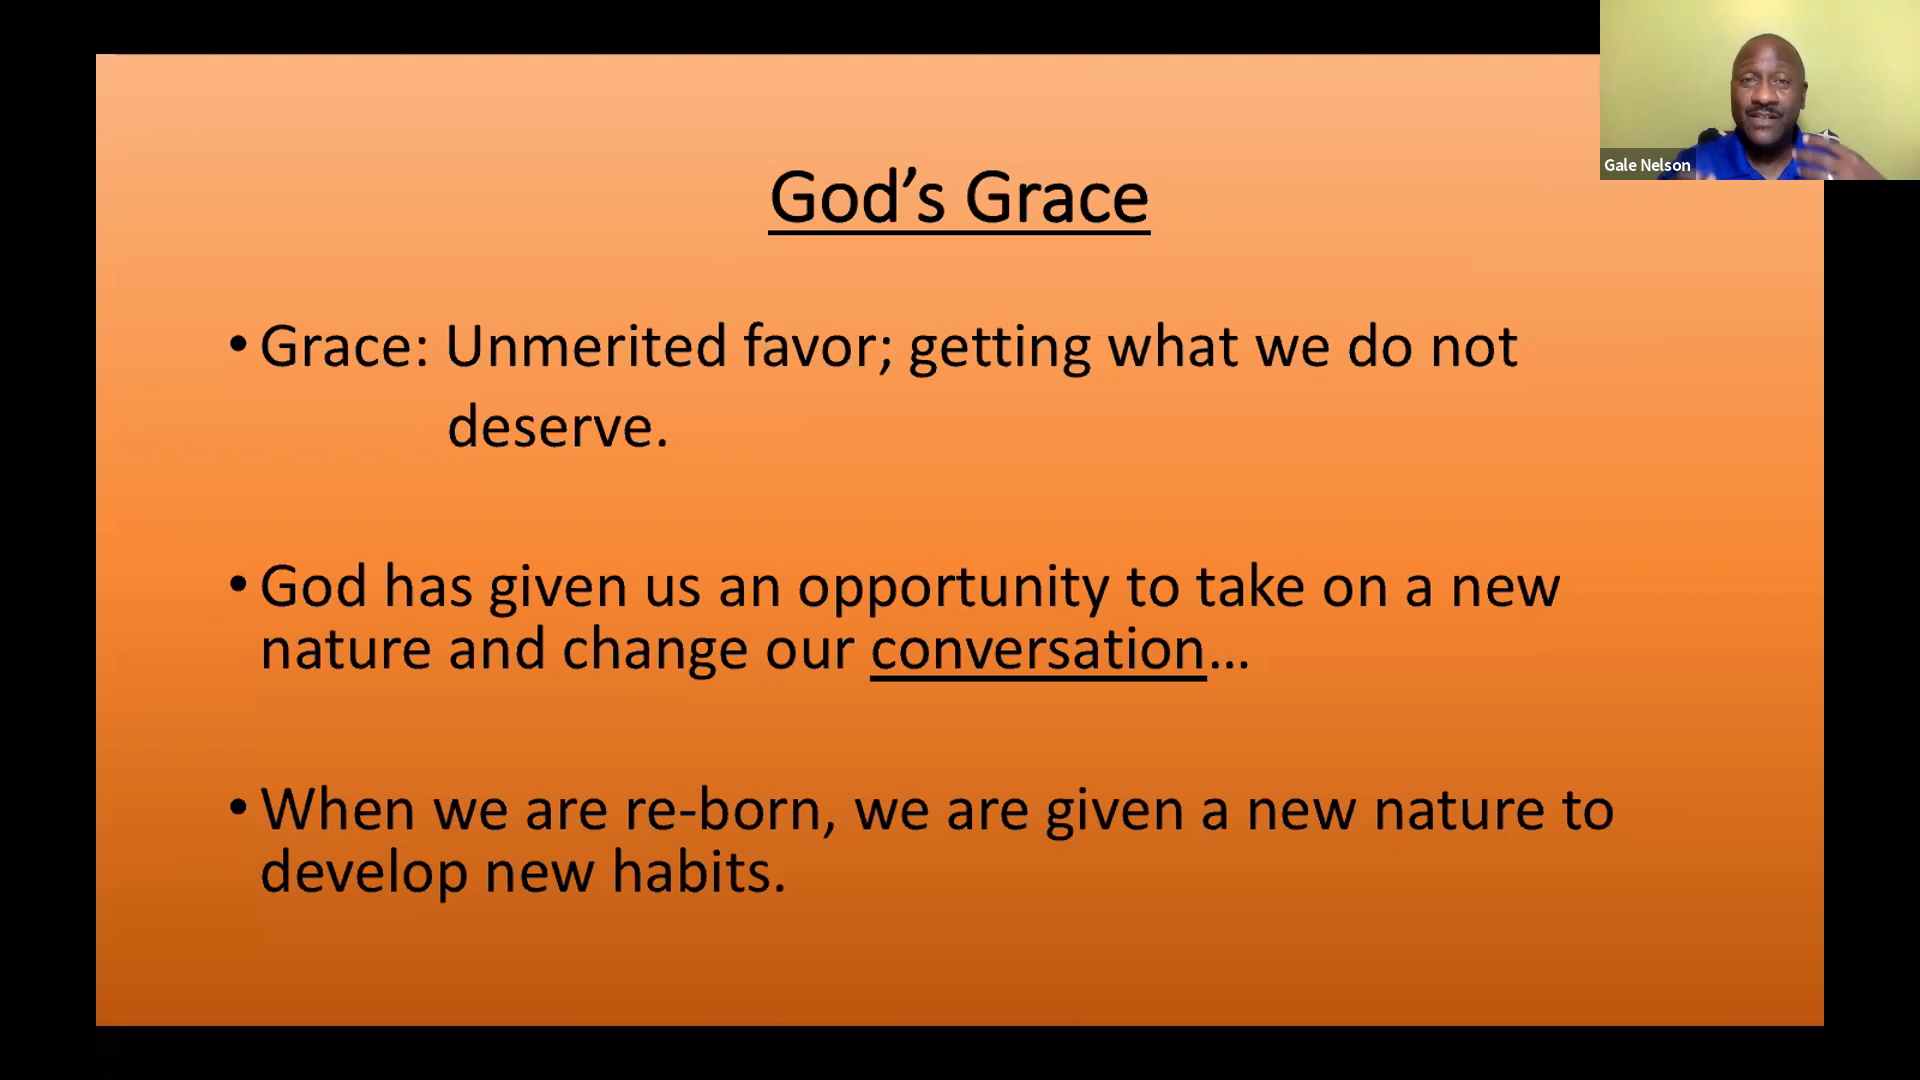 God’s Grace
Gale Nelson
• Grace: Unmerited favor; getting what we do not
deserve.
• God has given us an opportunity to take on a new
nature and change our conversation…
• When we are re-born, we are given a new nature to
develop new habits.